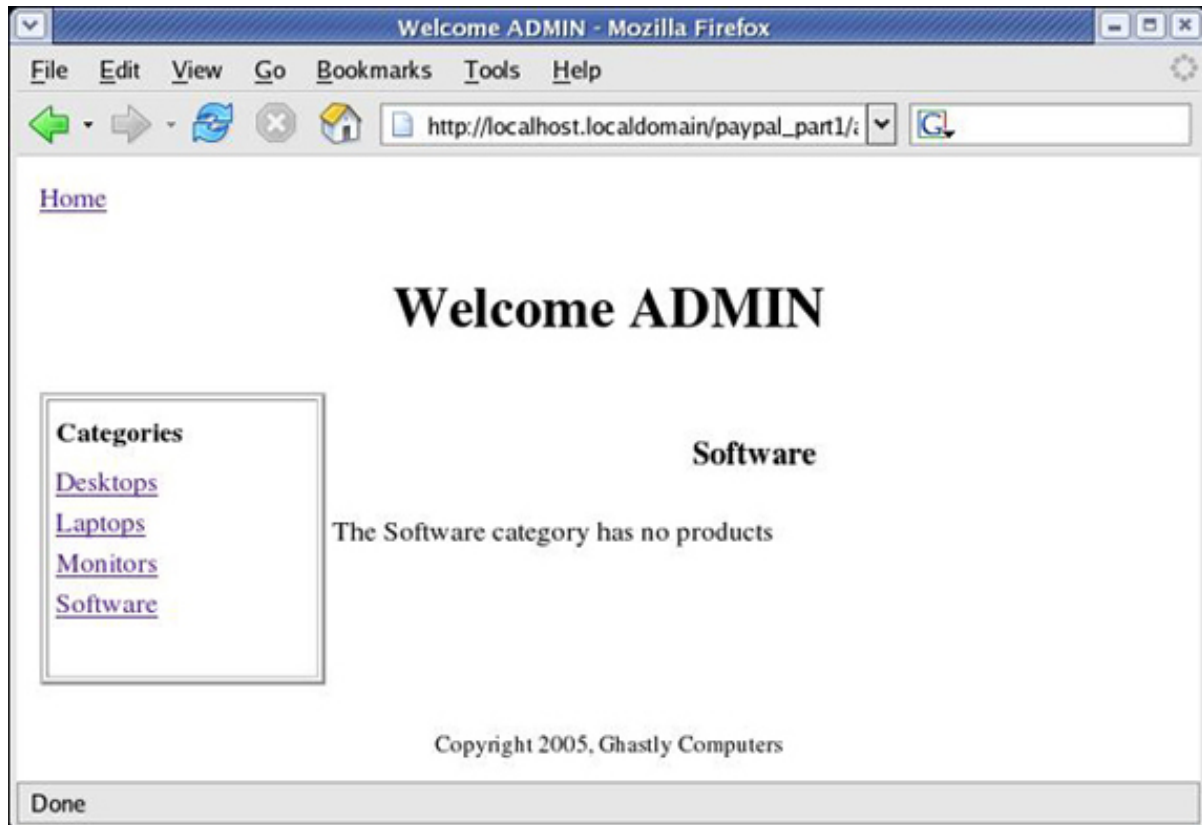 Welcome ADMIN - Mozilla Firefox
File Edit View Go Bookmarks Tools Help
http://localhost.localdomain/paypal_part1/a
G
Home
Welcome ADMIN
Categories
Desktops
Laptops
Monitors
Software
Software
The Software category has no products
Copyright 2005, Ghastly Computers
Done